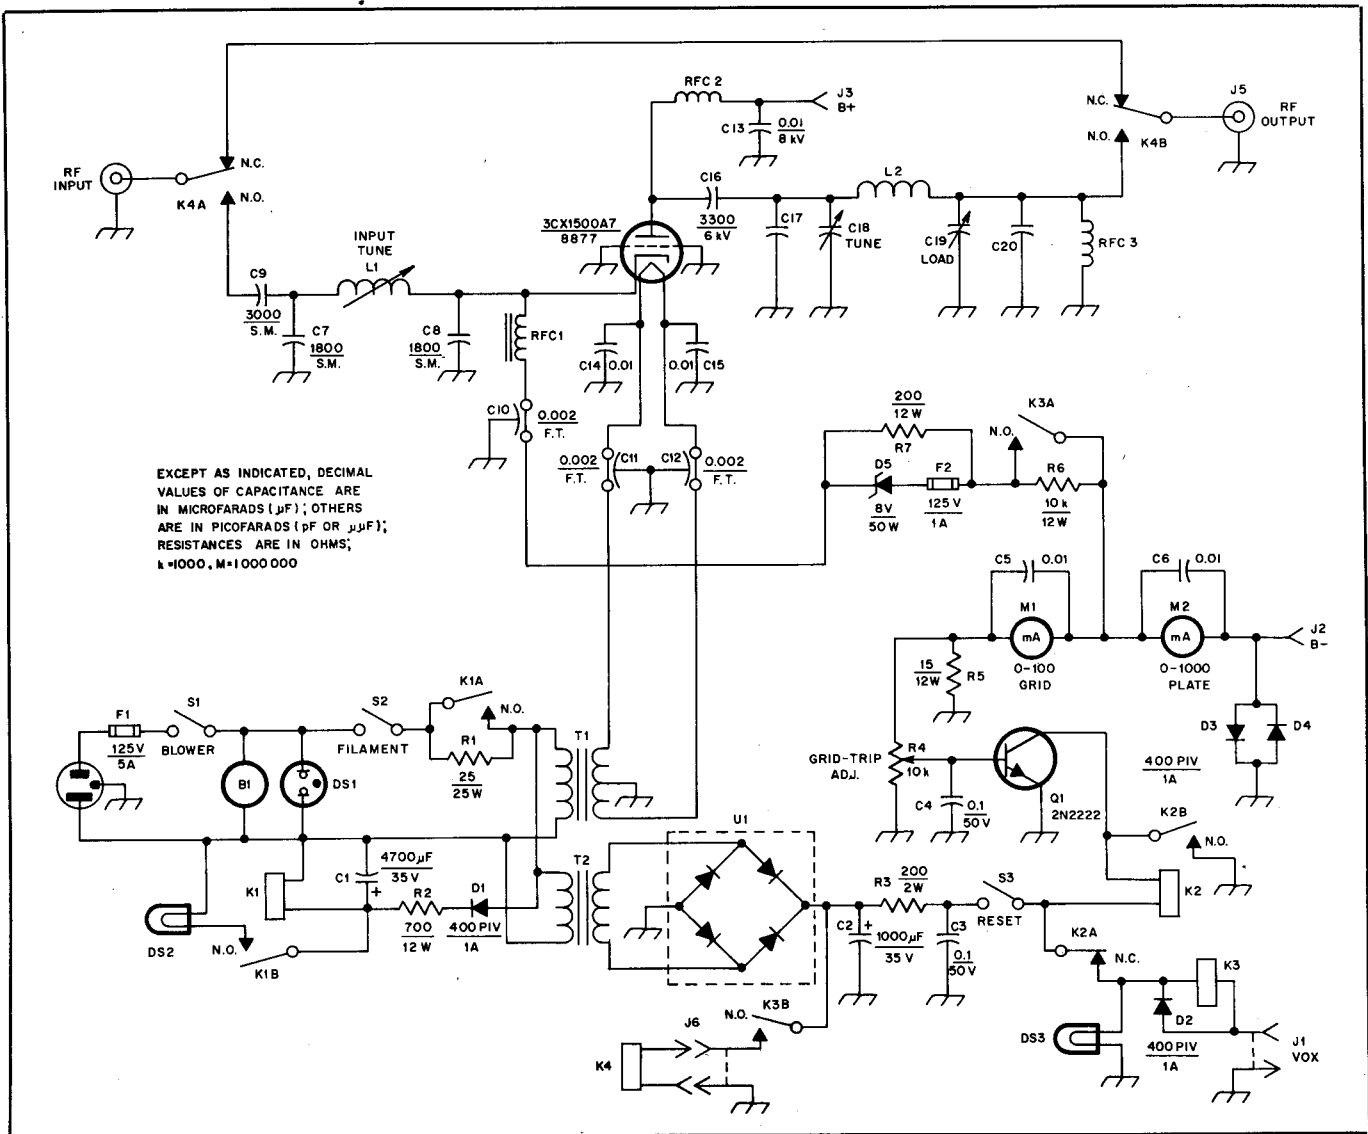 RFC 2
J3
B+
C13
0.01
8 kV
N.C.
N.O.
K4B
J5
RF
OUTPUT
RF
INPUT
N.C.
N.O.
K4A
C16
3300
6 kV
L2
C17
C18
TUNE
C19
LOAD
C20
RFC 3
3CX1500A7
8877
INPUT
TUNE
L1
C9
3000
S.M.
C7
1800
S.M.
C8
1800
S.M.
RFC1
C14
0.01
0.01
C15
C10
0.002
F.T.
0.002
F.T.
C11
C12
0.002
F.T.
200
12 W
R7
K3A
N.O.
D5
8V
50 W
F2
125 V
1 A
R6
10k
12W
EXCEPT AS INDICATED, DECIMAL
VALUES OF CAPACITANCE ARE
IN MICROFARADS (µF); OTHERS
ARE IN PICOFARADS (pF OR µµF);
RESISTANCES ARE IN OHMS;
k=1000, M=1000000
C5
0.01
C6
0.01
M1
mA
0-100
GRID
M2
mA
0-1000
PLATE
J2
B-
15
12W
R5
D3
D4
400 PIV
1A
GRID-TRIP
ADJ.
R4
10k
C4
0.1
50V
Q1
2N2222
K2B
N.O.
K2
F1
125V
5A
S1
BLOWER
S2
FILAMENT
K1A
N.O.
R1
25
25W
T1
B1
DS1
U1
K1
C1
4700µF
35V
+
R2
700
12 W
D1
400 PIV
1A
T2
DS2
N.O.
K1B
R3
200
2W
S3
RESET
C2
+
1000µF
35 V
C3
0.1
50 V
K2A
N.C.
K3
D2
400 PIV
1A
DS3
J1
VOX
K3B
N.O.
J6
K4